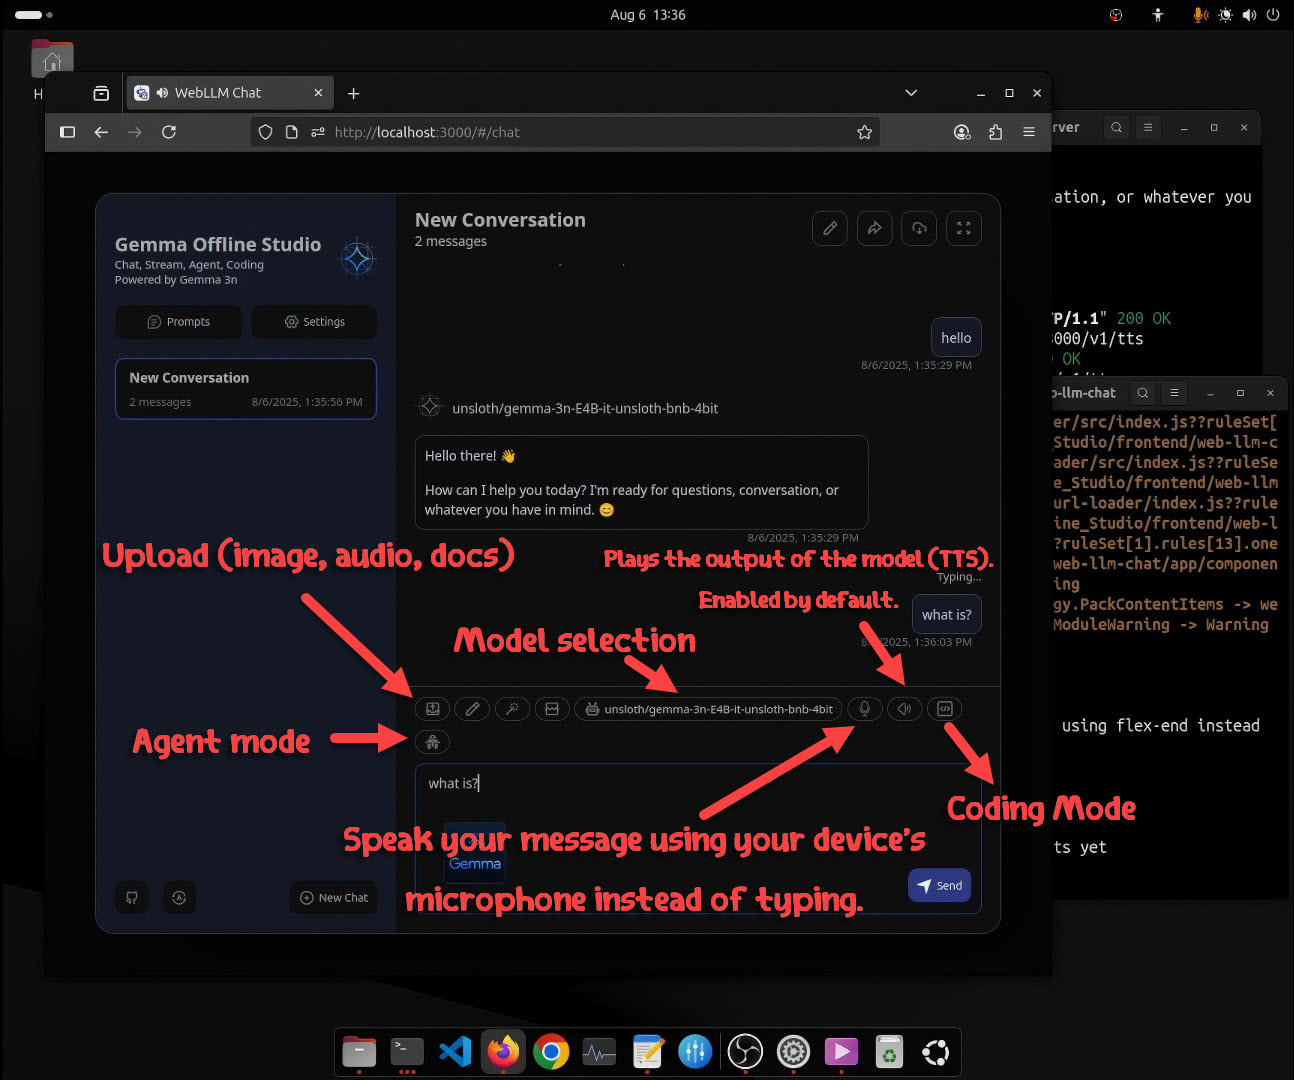 Aug 6 13:36
H
WebLLM Chat
http://localhost:3000/#/chat
rver
ation, or whatever you
P/1.1" 200 OK
000/v1/tts
OK
o-llm-chat
er/src/index.js??ruleSet[
_Studio/frontend/web-llm-c
ader/src/index.js??ruleSe
e_Studio/frontend/web-llm
url-loader/index.js??rule
ine_Studio/frontend/web-l
?ruleSet[1].rules[13].one
web-llm-chat/app/componen
ing
gy.PackContentItems -> we
ModuleWarning -> Warning
using flex-end instead
ts yet
Gemma Offline Studio
Chat, Stream, Agent, Coding
Powered by Gemma 3n
Prompts
Settings
New Conversation
2 messages
8/6/2025, 1:35:56 PM
New Conversation
2 messages
hello
8/6/2025, 1:35:29 PM
unsloth/gemma-3n-E4B-it-unsloth-bnb-4bit
Hello there! 👋
How can I help you today? I'm ready for questions, conversation, or
whatever you have in mind. 😊
8/6/2025, 1:35:29 PM
Upload (image, audio, docs)
Plays the output of the model (TTS).
Typing...
Enabled by default.
what is?
8/6/2025, 1:36:03 PM
Model selection
unsloth/gemma-3n-E4B-it-unsloth-bnb-4bit
Agent mode
what is?
Coding Mode
Speak your message using your device's
Gemma
microphone instead of typing.
Send
New Chat